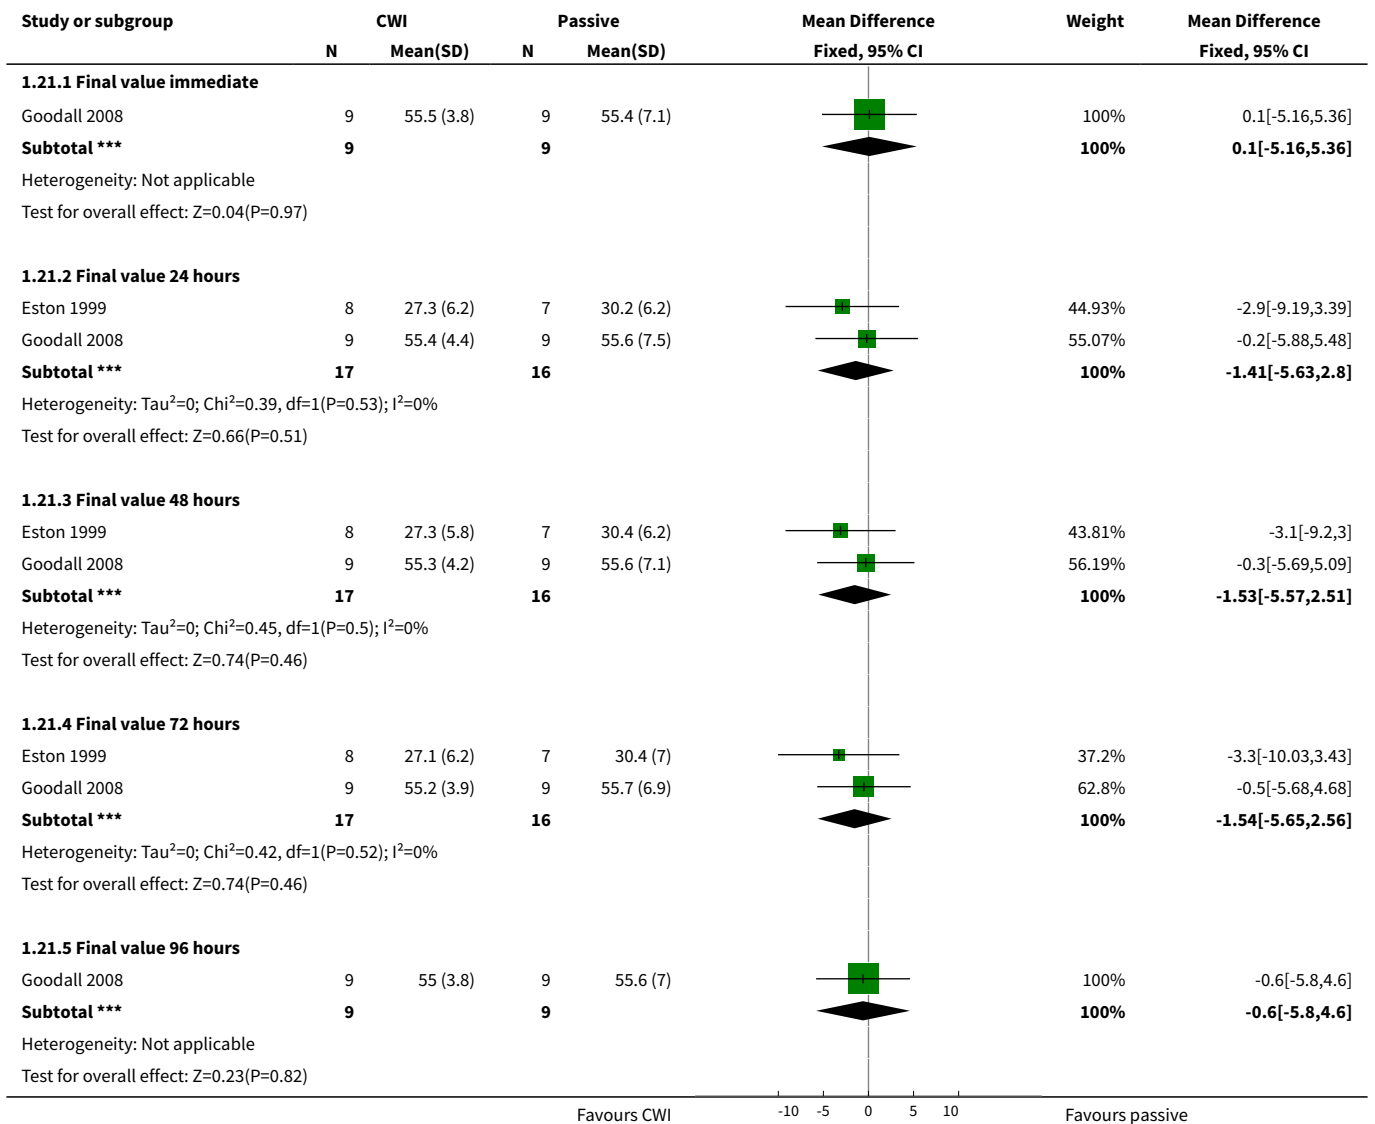 Study or subgroup CWI Passive Mean Difference Weight Mean Difference
N Mean(SD) N Mean(SD) Fixed, 95% CI Fixed, 95% CI
1.21.1 Final value immediate
Goodall 2008 9 55.5 (3.8) 9 55.4 (7.1) 100% 0.1[-5.16,5.36]
Subtotal *** 9 9 100% 0.1[-5.16,5.36]
Heterogeneity: Not applicable
Test for overall effect: Z=0.04(P=0.97)
1.21.2 Final value 24 hours
Eston 1999 8 27.3 (6.2) 7 30.2 (6.2) 44.93% -2.9[-9.19,3.39]
Goodall 2008 9 55.4 (4.4) 9 55.6 (7.5) 55.07% -0.2[-5.88,5.48]
Subtotal *** 17 16 100% -1.41[-5.63,2.8]
Heterogeneity: Tau²=0; Chi²=0.39, df=1(P=0.53); I²=0%
Test for overall effect: Z=0.66(P=0.51)
1.21.3 Final value 48 hours
Eston 1999 8 27.3 (5.8) 7 30.4 (6.2) 43.81% -3.1[-9.2,3]
Goodall 2008 9 55.3 (4.2) 9 55.6 (7.1) 56.19% -0.3[-5.69,5.09]
Subtotal *** 17 16 100% -1.53[-5.57,2.51]
Heterogeneity: Tau²=0; Chi²=0.45, df=1(P=0.5); I²=0%
Test for overall effect: Z=0.74(P=0.46)
1.21.4 Final value 72 hours
Eston 1999 8 27.1 (6.2) 7 30.4 (7) 37.2% -3.3[-10.03,3.43]
Goodall 2008 9 55.2 (3.9) 9 55.7 (6.9) 62.8% -0.5[-5.68,4.68]
Subtotal *** 17 16 100% -1.54[-5.65,2.56]
Heterogeneity: Tau²=0; Chi²=0.42, df=1(P=0.52); I²=0%
Test for overall effect: Z=0.74(P=0.46)
1.21.5 Final value 96 hours
Goodall 2008 9 55 (3.8) 9 55.6 (7) 100% -0.6[-5.8,4.6]
Subtotal *** 9 9 100% -0.6[-5.8,4.6]
Heterogeneity: Not applicable
Test for overall effect: Z=0.23(P=0.82)
Favours CWI -10 -5 0 5 10 Favours passive